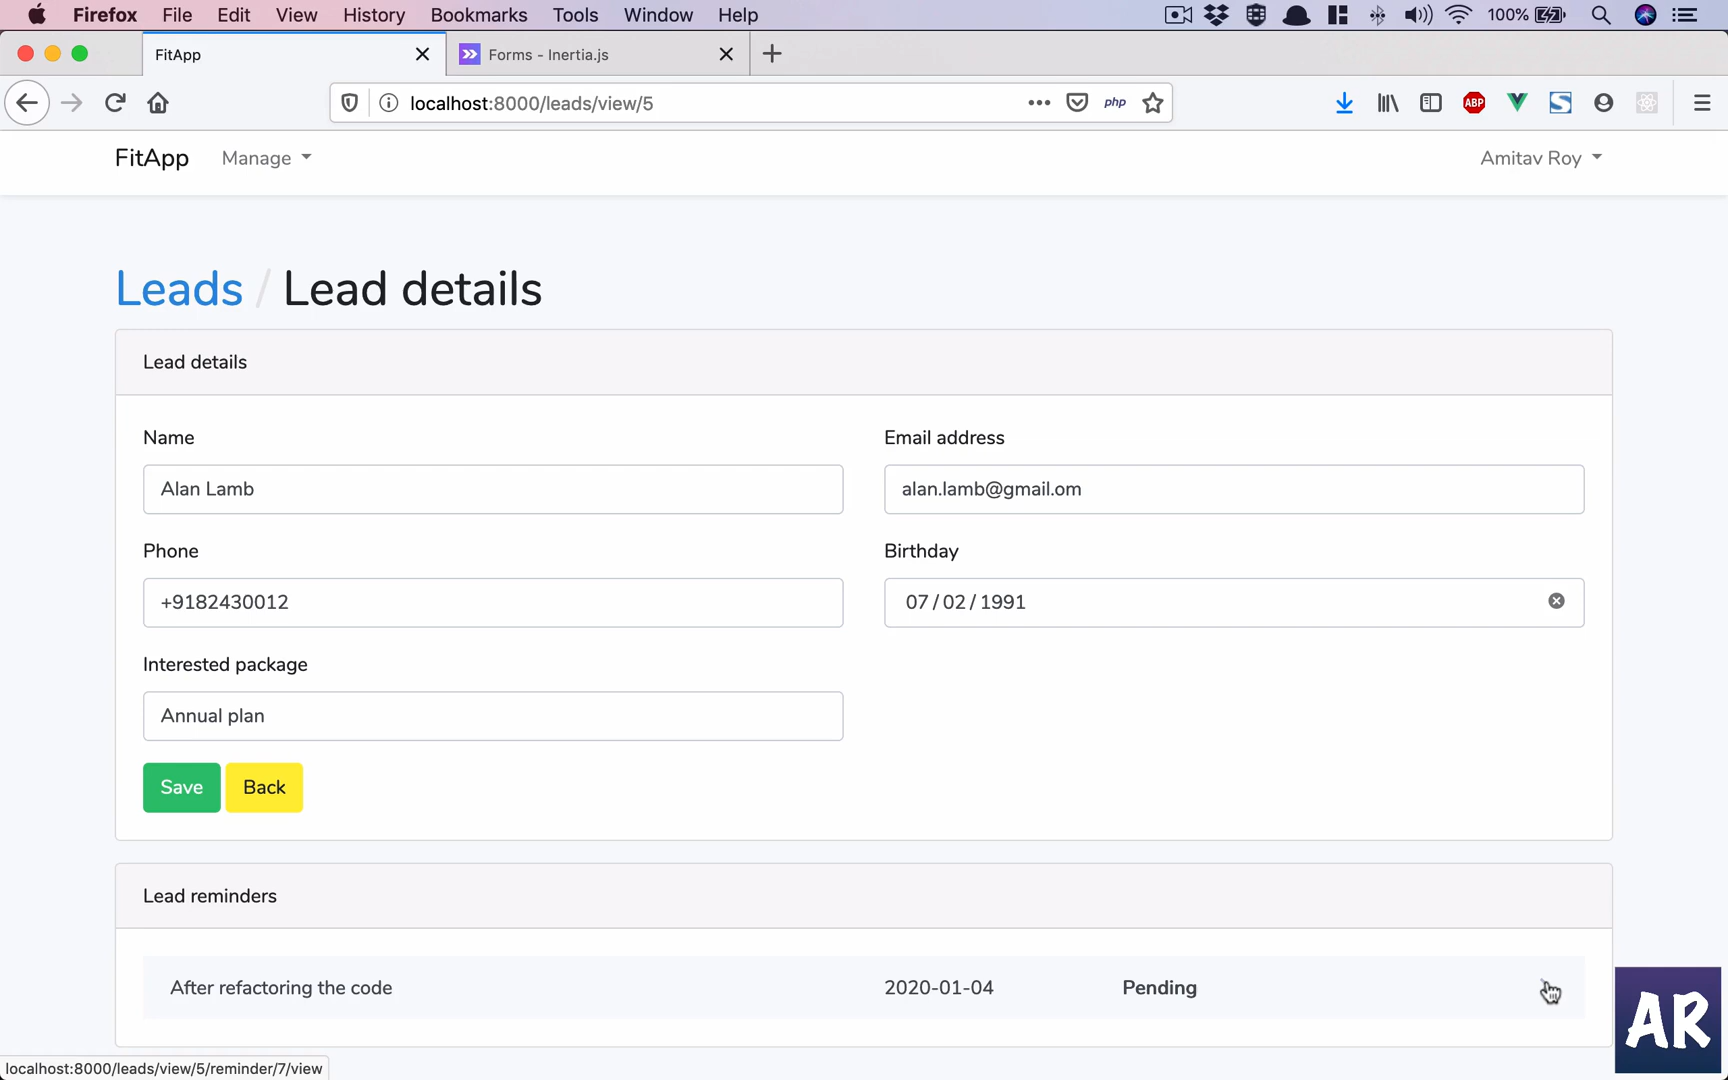 Firefox File Edit View History Bookmarks Tools Window Help 100%
FitApp Forms - Inertia.js
localhost:8000/leads/view/5 php ABP
FitApp Manage Amitav Roy
Leads / Lead details
Lead details
Name Email address
Alan Lamb alan.lamb@gmail.om
Phone Birthday
+9182430012 07/02/1991
Interested package
Annual plan
Save Back
Lead reminders
After refactoring the code 2020-01-04 Pending
AR
localhost:8000/leads/view/5/reminder/7/view